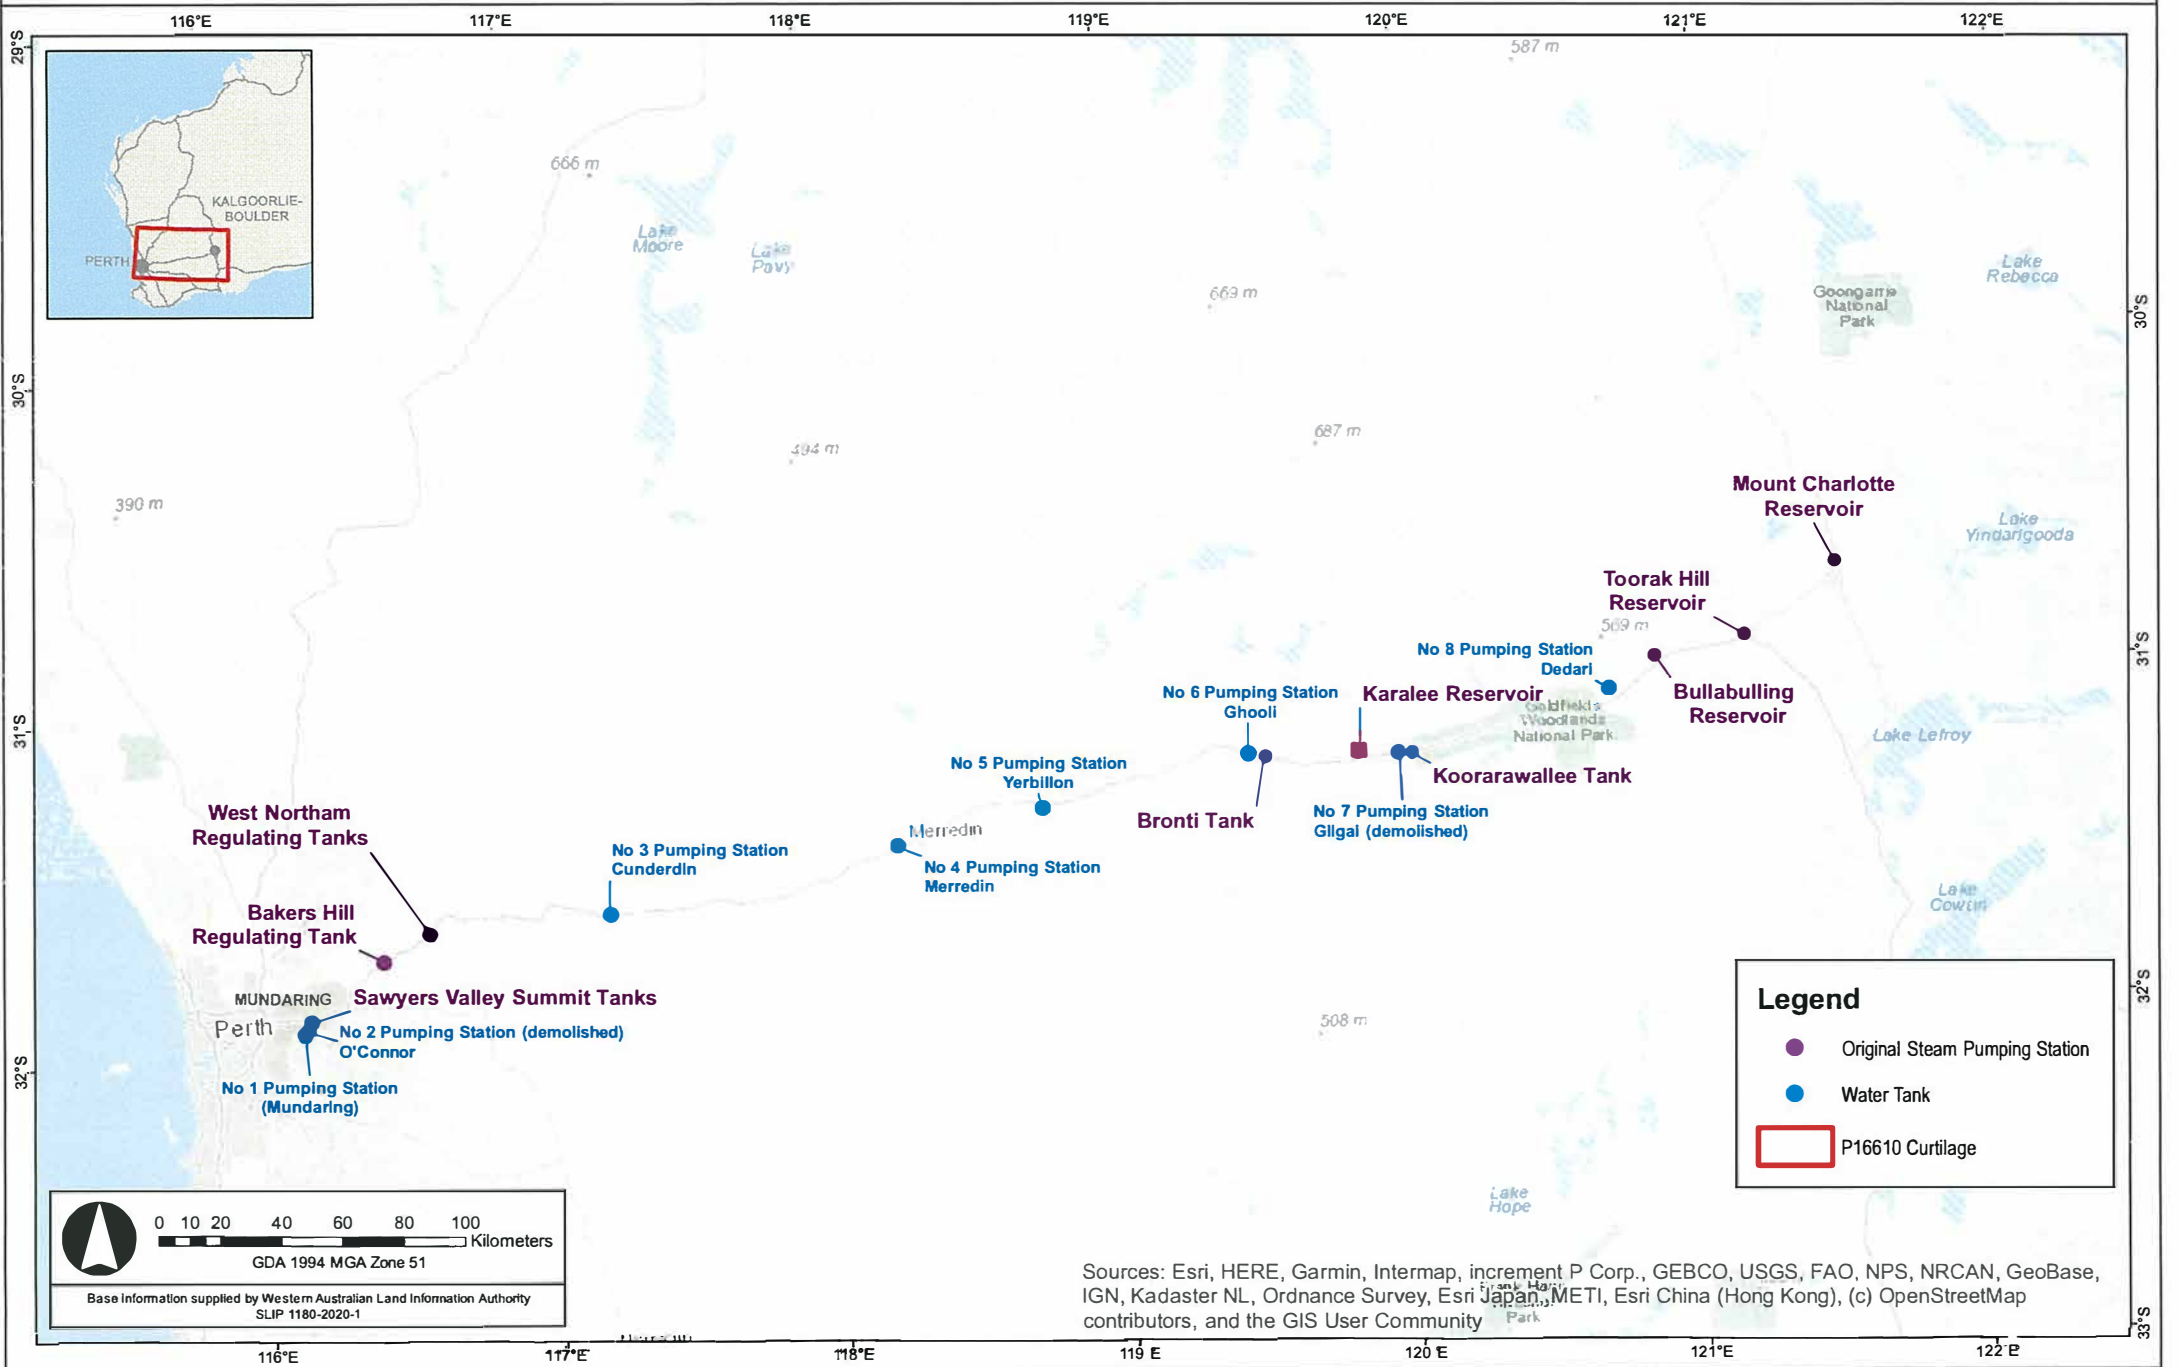 116°E 117°E 118°E 119°E 120°E 121°E 122°E
29°S
587 m
KALGOORLIE-
BOULDER
PERTH
666 m
Lake
Moore
Lake
669 m
Lake
Rebecca
Goongarrie
National
Park
30°S
30°S
687 m
494 m
390 m
Mount Charlotte
Reservoir
Lake
Yindarlgooda
Toorak Hill
Reservoir
569 m
31°S
No 8 Pumping Station
Dedari
No 6 Pumping Station
Ghooli
Karalee Reservoir
Bullabulling
Reservoir
Goldfields
Woodlands
National Park
31°S
Lake Lefroy
No 5 Pumping Station
Yerbillon
Koorarawallee Tank
Bronti Tank
No 7 Pumping Station
Gilgai (demolished)
West Northam
Regulating Tanks
Merredin
No 3 Pumping Station
Cunderdin
No 4 Pumping Station
Merredin
Lake
Cowan
Bakers Hill
Regulating Tank
32°S
MUNDARING
Sawyers Valley Summit Tanks
Perth
No 2 Pumping Station (demolished)
O'Connor
508 m
32°S
No 1 Pumping Station
(Mundaring)
Legend
Original Steam Pumping Station
Water Tank
P16610 Curtilage
Lake
Hope
0 10 20 40 60 80 100
Kilometers
GDA 1994 MGA Zone 51
Base information supplied by Western Australian Land Information Authority
SLIP 1180-2020-1
Sources: Esri, HERE, Garmin, Intermap, increment P Corp., GEBCO, USGS, FAO, NPS, NRCAN, GeoBase,
IGN, Kadaster NL, Ordnance Survey, Esri Japan, METI, Esri China (Hong Kong), (c) OpenStreetMap
contributors, and the GIS User Community
Park
33°S
116°E 117°E 118°E 119 E 120 E 121°E 122°E